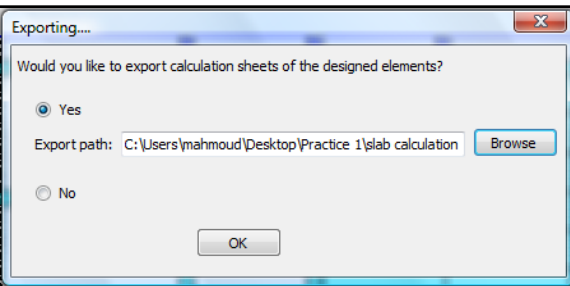 Exporting....
Would you like to export calculation sheets of the designed elements?
Yes
Export path: C:\Users\mahmoud\Desktop\Practice 1\slab calculation Browse
No
OK